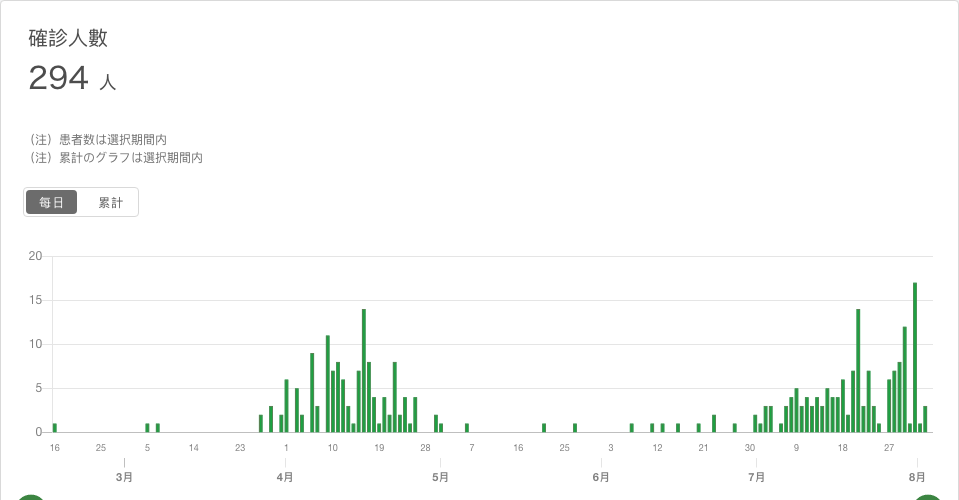 確診人數
294 人
（注）患者数は選択期間内
（注）累計のグラフは選択期間内
每日 累計
20
15
10
5
0
16 25 5 14 23 1 10 19 28 7 16 25 3 12 21 30 9 18 27
3月 4月 5月 6月 7月 8月